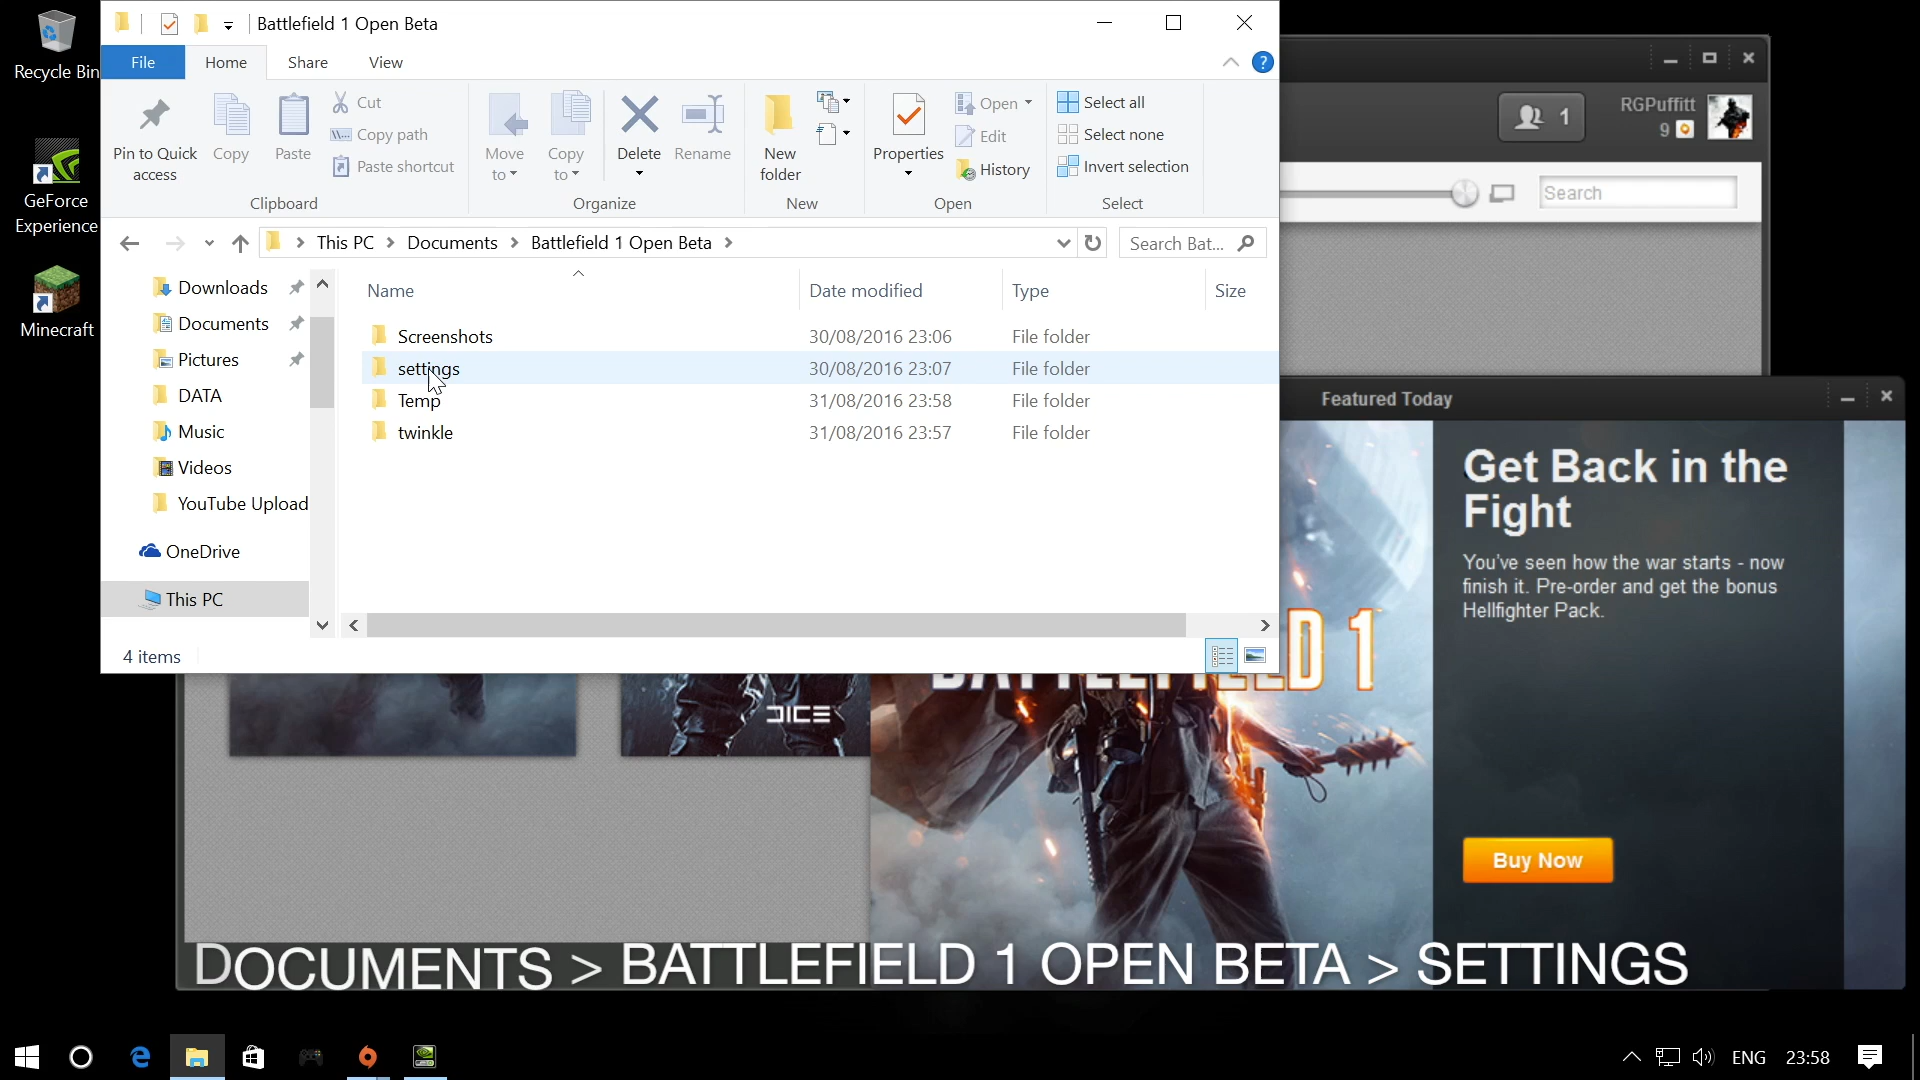 Recycle Bin
GeForce
Experience
Minecraft
Battlefield 1 Open Beta
File
Home
Share
View
?
Pin to Quick
access
Copy
Paste
Cut
Copy path
Paste shortcut
Clipboard
Move
to
Copy
to
Delete
Rename
Organize
New
folder
New
Properties
Open
Edit
History
Open
Select all
Select none
Invert selection
Select
This PC > Documents > Battlefield 1 Open Beta >
Search Bat...
Downloads
Documents
Pictures
DATA
Music
Videos
YouTube Upload
OneDrive
This PC
Name
Date modified
Type
Size
Screenshots 30/08/2016 23:06 File folder
settings 30/08/2016 23:07 File folder
Temp 31/08/2016 23:58 File folder
twinkle 31/08/2016 23:57 File folder
4 items
1
RGPuffitt
9
Search
Featured Today
Get Back in the
Fight
You've seen how the war starts - now
finish it. Pre-order and get the bonus
Hellfighter Pack.
Buy Now
BATTLEFIELD 1
DICE
DOCUMENTS > BATTLEFIELD 1 OPEN BETA > SETTINGS
ENG
23:58